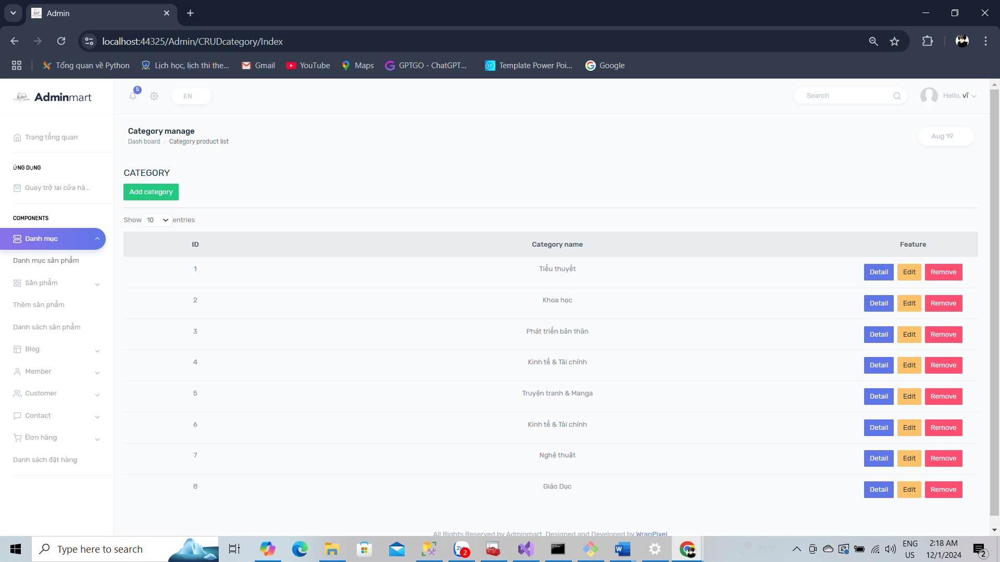 Admin
localhost:44325/Admin/CRUDcategory/Index
Tổng quan về Python
Lịch học, lịch thi the...
Gmail
YouTube
Maps
GPTGO - ChatGPT...
Template Power Poi...
Google
Adminmart
5
EN
Search
Hello, vĩ
Trang tổng quan
ỨNG DỤNG
Quay trở lại cửa hà...
COMPONENTS
Danh mục
Danh mục sản phẩm
Sản phẩm
Thêm sản phẩm
Danh sách sản phẩm
Blog
Member
Customer
Contact
Đơn hàng
Danh sách đặt hàng
Category manage
Dash board / Category product list
Aug 19
CATEGORY
Add category
Show 10 entries
ID Category name Feature
1 Tiểu thuyết Detail Edit Remove
2 Khoa học Detail Edit Remove
3 Phát triển bản thân Detail Edit Remove
4 Kinh tế & Tài chính Detail Edit Remove
5 Truyện tranh & Manga Detail Edit Remove
6 Kinh tế & Tài chính Detail Edit Remove
7 Nghệ thuật Detail Edit Remove
8 Giáo Dục Detail Edit Remove
All Rights Reserved by Adminmart. Designed and Developed by WrapPixel
Type here to search
2
25°C
ENG
US
2:18 AM
12/1/2024
2